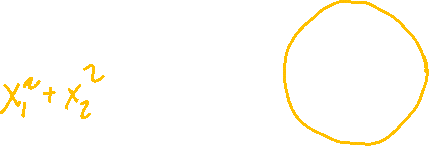 x₁² + x₂²